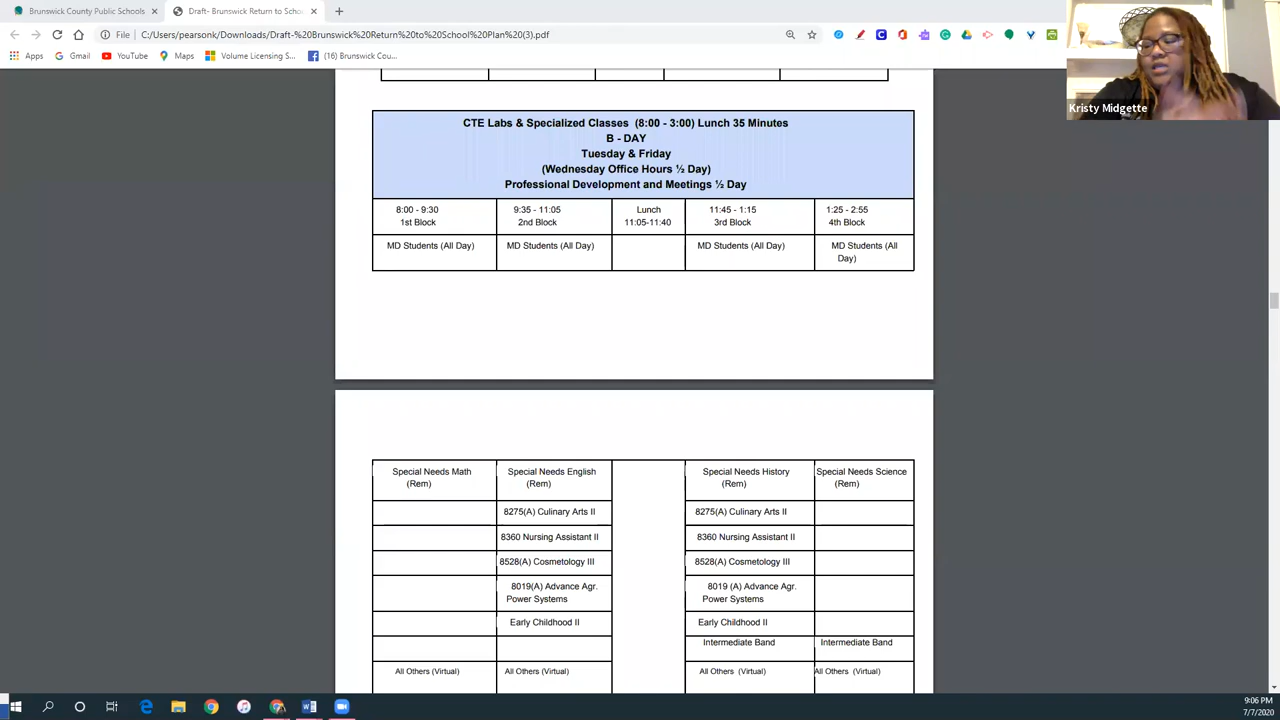 Brunswick County Public Schools
Draft- Brunswick Return to Schoo
C:/Users/pearsonk/Downloads/Draft-%20Brunswick%20Return%20to%20School%20Plan%20(3).pdf
File
Apps
Gmail
YouTube
Maps
Volume Licensing S...
(16) Brunswick Cou...
Kristy Midgette
CTE Labs & Specialized Classes (8:00 - 3:00) Lunch 35 Minutes
B - DAY
Tuesday & Friday
(Wednesday Office Hours ½ Day)
Professional Development and Meetings ½ Day
8:00 - 9:30 9:35 - 11:05 Lunch 11:45 - 1:15 1:25 - 2:55
1st Block 2nd Block 11:05-11:40 3rd Block 4th Block
MD Students (All Day) MD Students (All Day) MD Students (All Day) MD Students (All
Day)
Special Needs Math Special Needs English Special Needs History Special Needs Science
(Rem) (Rem) (Rem) (Rem)
8275(A) Culinary Arts II 8275(A) Culinary Arts II
8360 Nursing Assistant II 8360 Nursing Assistant II
8528(A) Cosmetology III 8528(A) Cosmetology III
8019(A) Advance Agr. 8019 (A) Advance Agr.
Power Systems Power Systems
Early Childhood II Early Childhood II
Intermediate Band Intermediate Band
All Others (Virtual) All Others (Virtual) All Others (Virtual) All Others (Virtual)
9:06 PM
7/7/2020